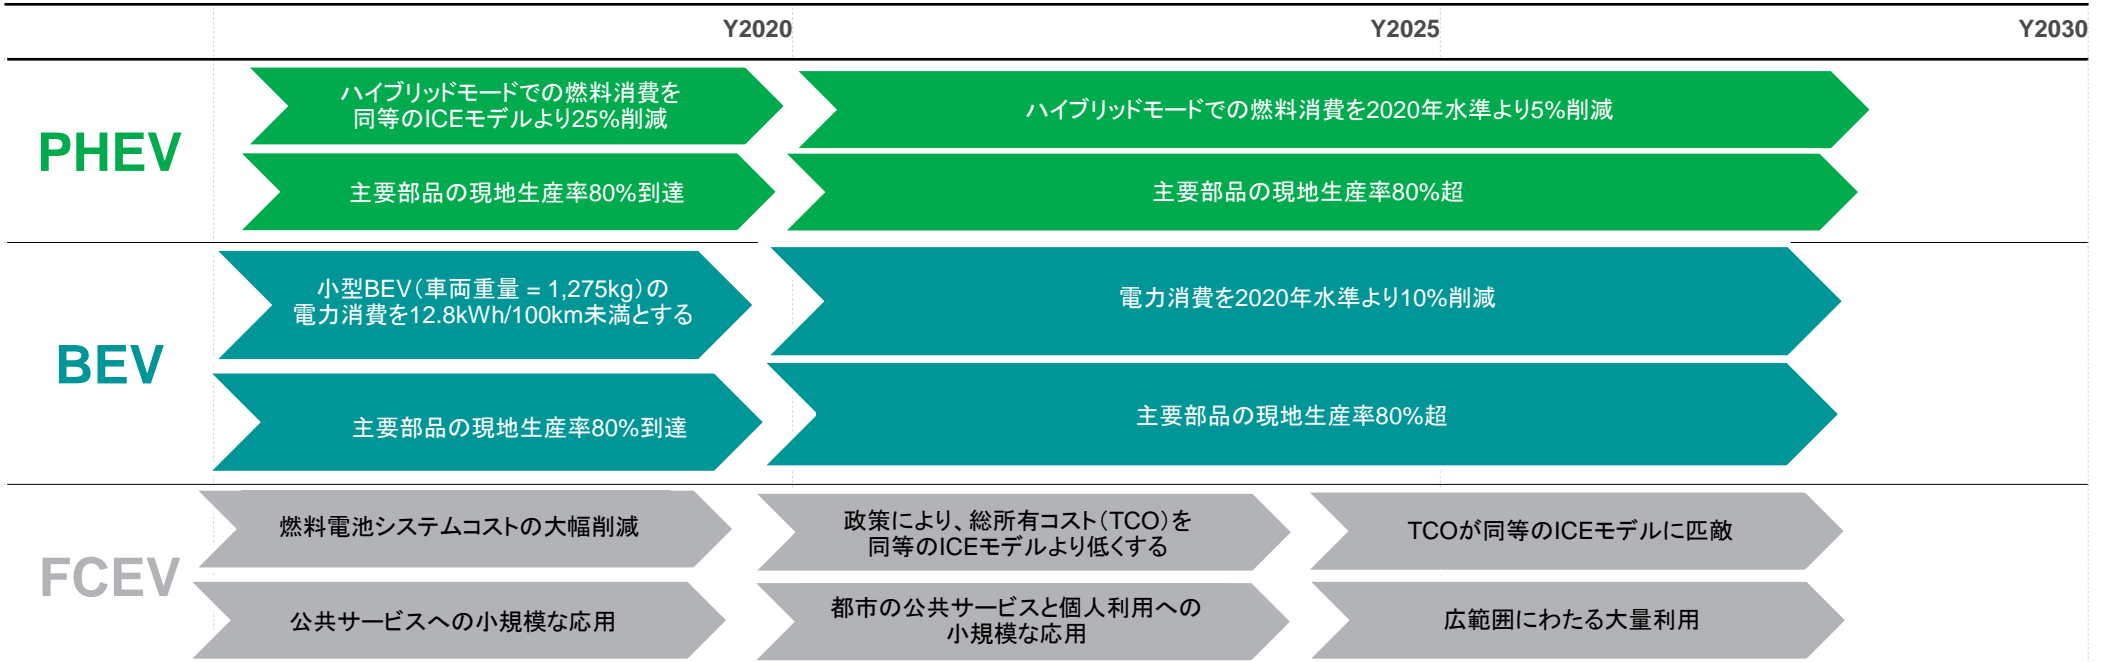 Y2020
Y2025
Y2030
PHEV
ハイブリッドモードでの燃料消費を
同等のICEモデルより25%削減
ハイブリッドモードでの燃料消費を2020年水準より5%削減
主要部品の現地生産率80%到達
主要部品の現地生産率80%超
BEV
小型BEV（車両重量 = 1,275kg）の
電力消費を12.8kWh/100km未満とする
電力消費を2020年水準より10%削減
主要部品の現地生産率80%到達
主要部品の現地生産率80%超
FCEV
燃料電池システムコストの大幅削減
政策により、総所有コスト（TCO）を
同等のICEモデルより低くする
TCOが同等のICEモデルに匹敵
公共サービスへの小規模な応用
都市の公共サービスと個人利用への
小規模な応用
広範囲にわたる大量利用